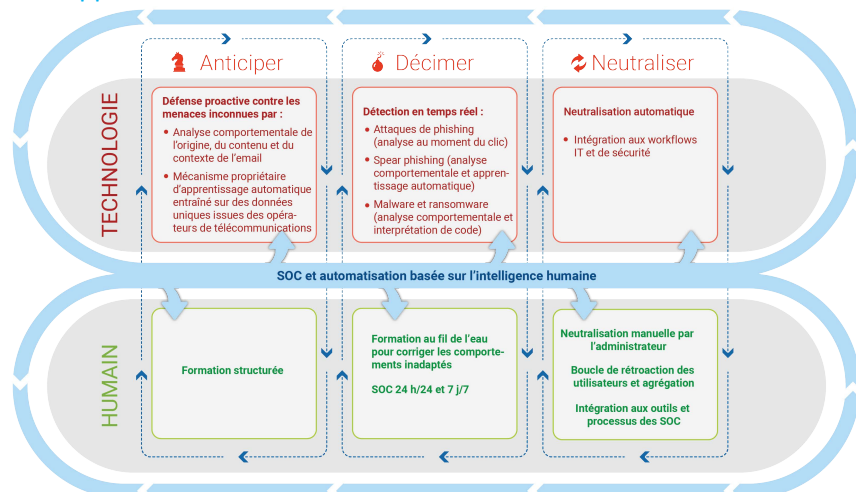 Anticiper
Décimer
Neutraliser
TECHNOLOGIE
Défense proactive contre les
menaces inconnues par :
• Analyse comportementale de
l'origine, du contenu et du
contexte de l'email
• Mécanisme propriétaire
d'apprentissage automatique
entraîné sur des données
uniques issues des opéra-
teurs de télécommunications
Détection en temps réel :
• Attaques de phishing
(analyse au moment du clic)
• Spear phishing (analyse
comportementale et appren-
tissage automatique)
• Malware et ransomware
(analyse comportementale et
interprétation de code)
Neutralisation automatique
• Intégration aux workflows
IT et de sécurité
SOC et automatisation basée sur l'intelligence humaine
HUMAIN
Formation structurée
Formation au fil de l'eau
pour corriger les comporte-
ments inadaptés
SOC 24 h/24 et 7 j/7
Neutralisation manuelle par
l'administrateur
Boucle de rétroaction des
utilisateurs et agrégation
Intégration aux outils et
processus des SOC